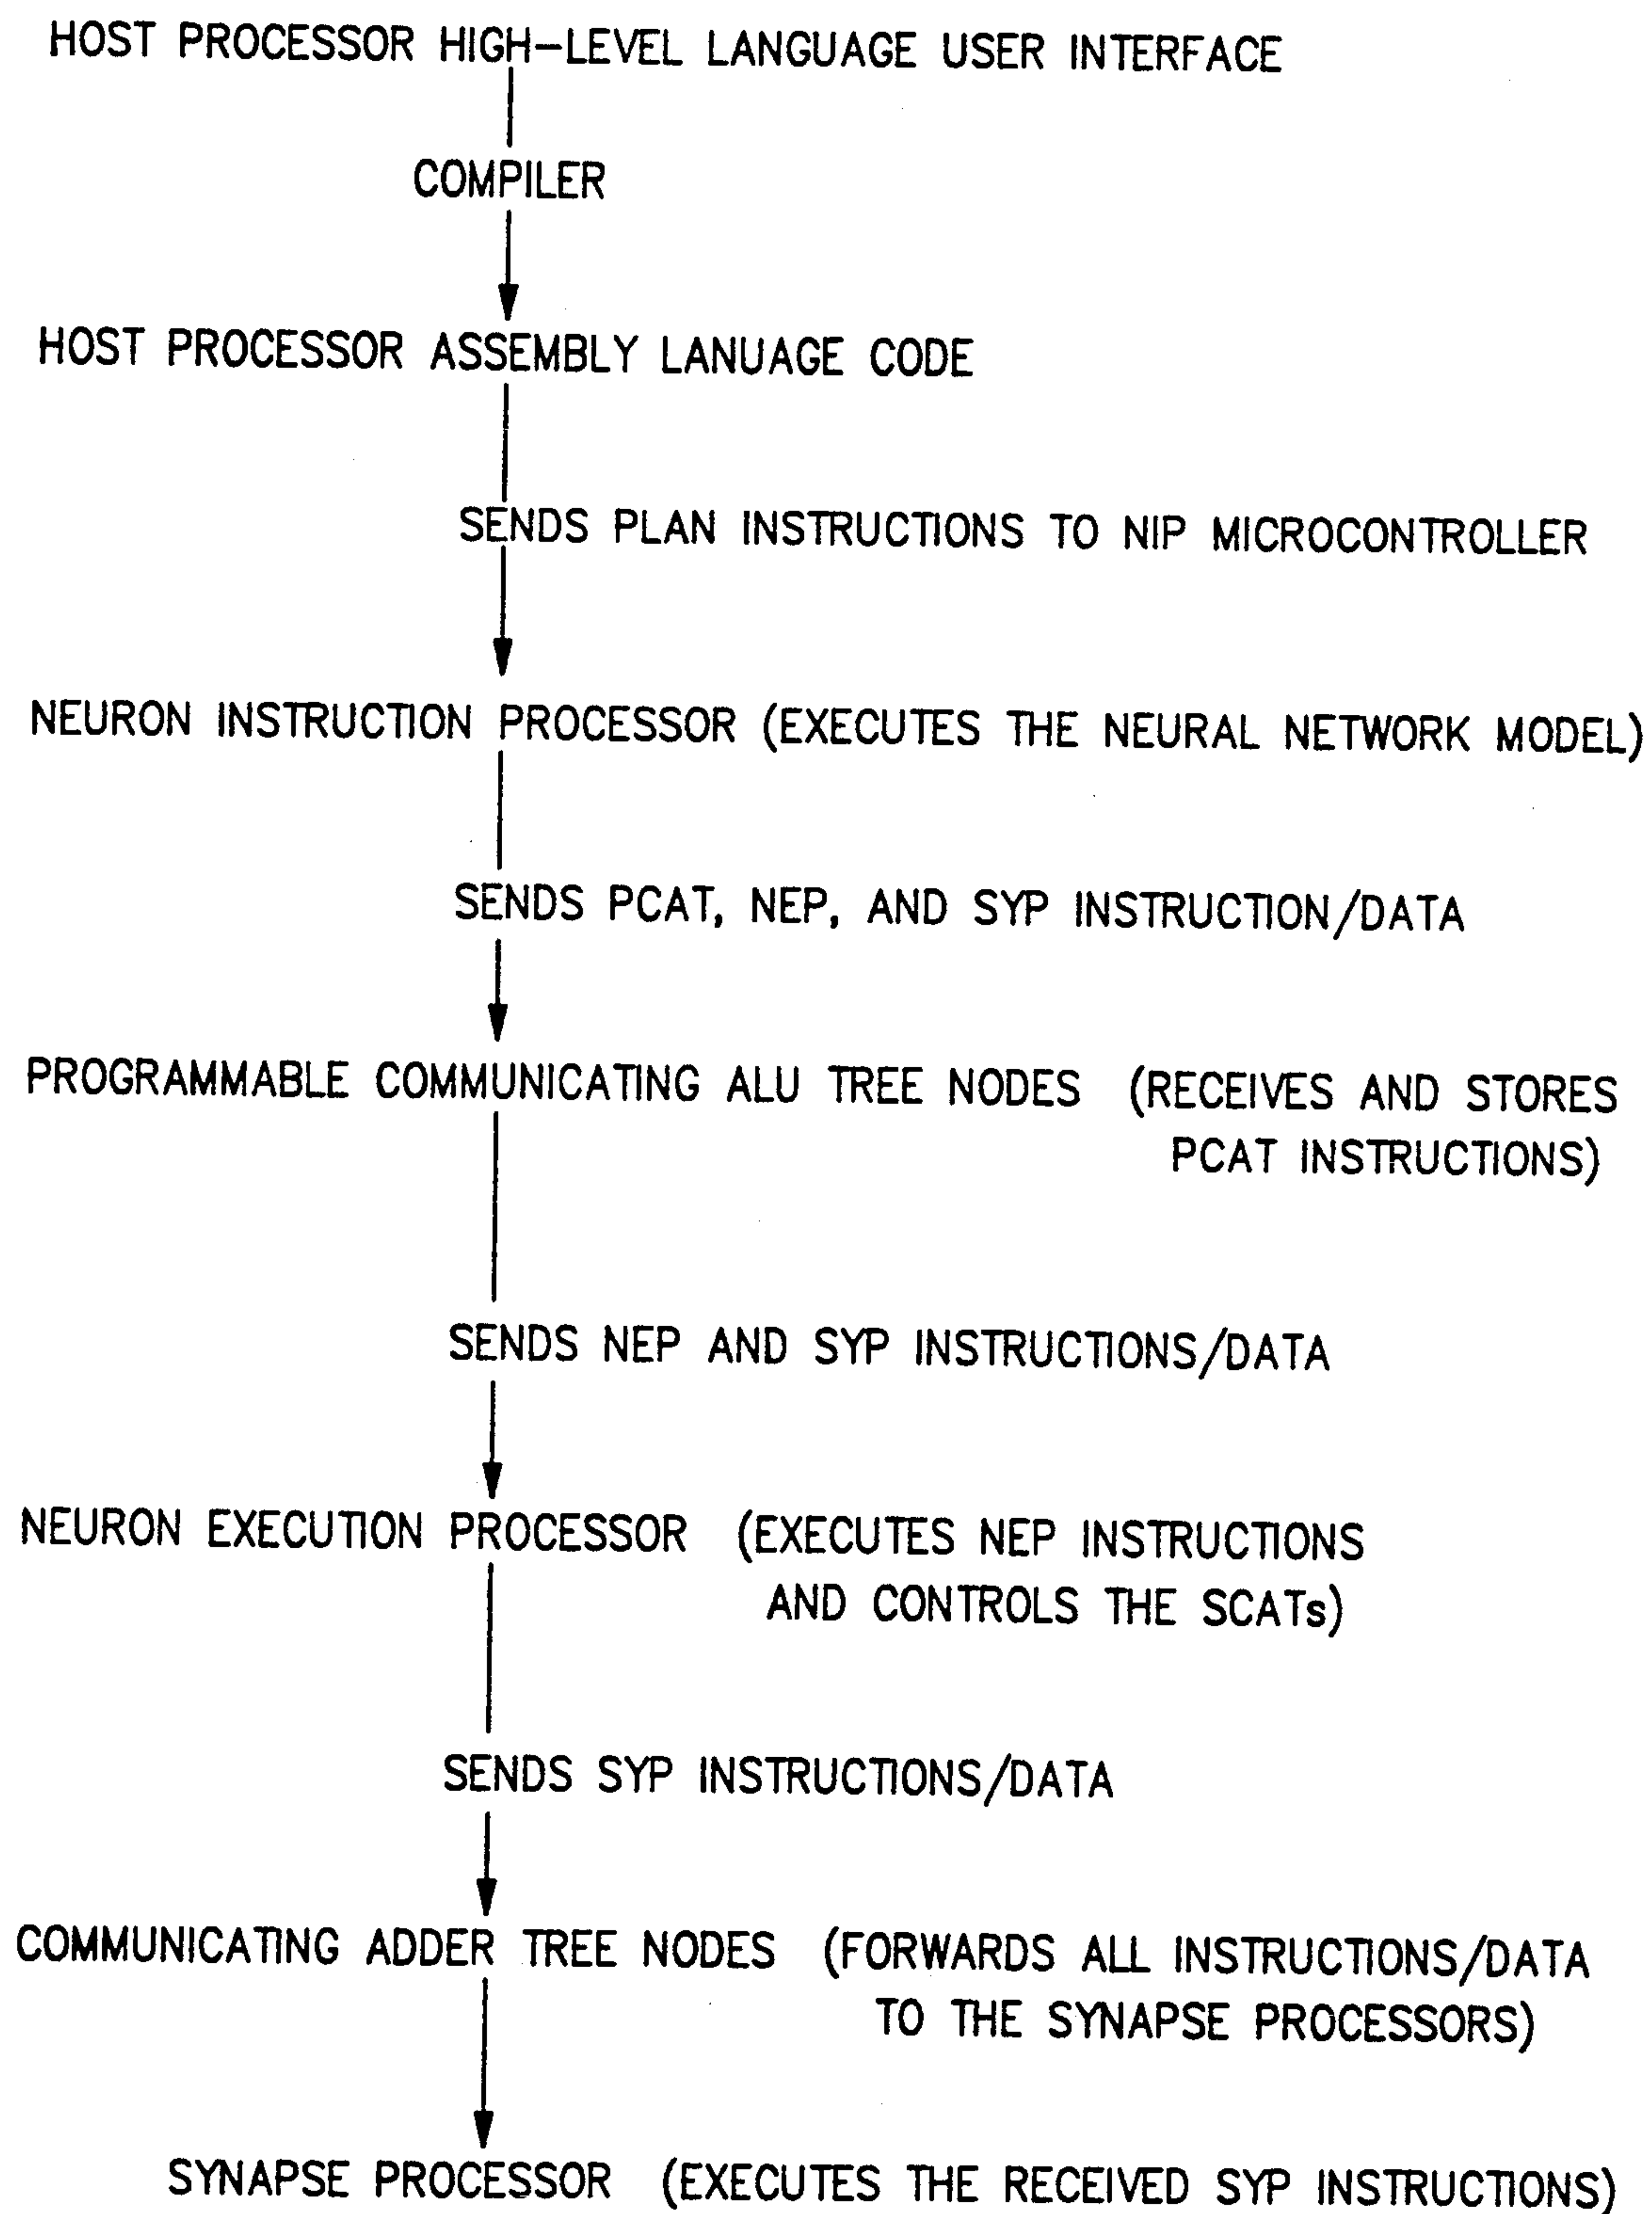 HOST PROCESSOR HIGH-LEVEL LANGUAGE USER INTERFACE
COMPILER
HOST PROCESSOR ASSEMBLY LANUAGE CODE
SENDS PLAN INSTRUCTIONS TO NIP MICROCONTROLLER
NEURON INSTRUCTION PROCESSOR (EXECUTES THE NEURAL NETWORK MODEL)
SENDS PCAT, NEP, AND SYP INSTRUCTION/DATA
PROGRAMMABLE COMMUNICATING ALU TREE NODES (RECEIVES AND STORES
PCAT INSTRUCTIONS)
SENDS NEP AND SYP INSTRUCTIONS/DATA
NEURON EXECUTION PROCESSOR (EXECUTES NEP INSTRUCTIONS
AND CONTROLS THE SCATs)
SENDS SYP INSTRUCTIONS/DATA
COMMUNICATING ADDER TREE NODES (FORWARDS ALL INSTRUCTIONS/DATA
TO THE SYNAPSE PROCESSORS)
SYNAPSE PROCESSOR (EXECUTES THE RECEIVED SYP INSTRUCTIONS)